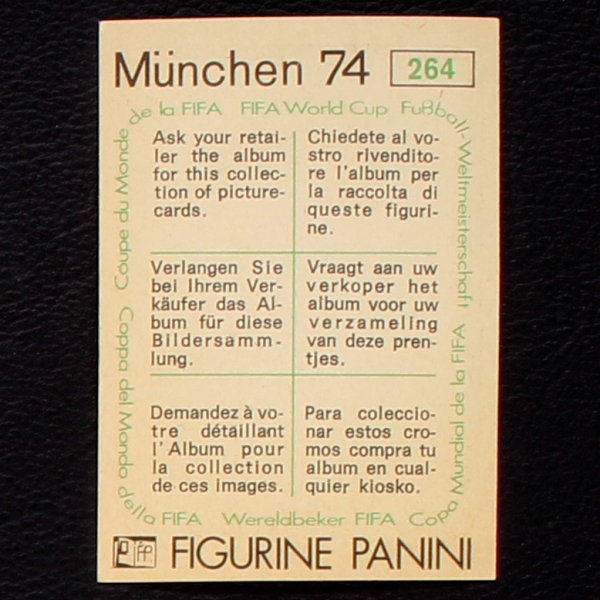 München 74 264
de la FIFA FIFA World Cup Fußball-Weltmeisterschaft
Coupe du Monde
Ask your retai-
ler the album
for this collec-
tion of picture-
cards.
Chiedete al vo-
stro rivendito-
re l'album per
la raccolta di
queste figuri-
ne.
Verlangen Sie
bei Ihrem Ver-
käufer das Al-
bum für diese
Bildersamm-
lung.
Vraagt aan uw
verkoper het
album voor uw
verzameling
van deze pren-
tjes.
Demandez à vo-
tre détaillant
l'Album pour
la collection
de ces images.
Para coleccio-
nar estos cro-
mos compra tu
album en cual-
quier kiosko.
Coppa del Mondo
della FIFA Wereldbeker FIFA Copa Mundial de la FIFA
FIGURINE PANINI